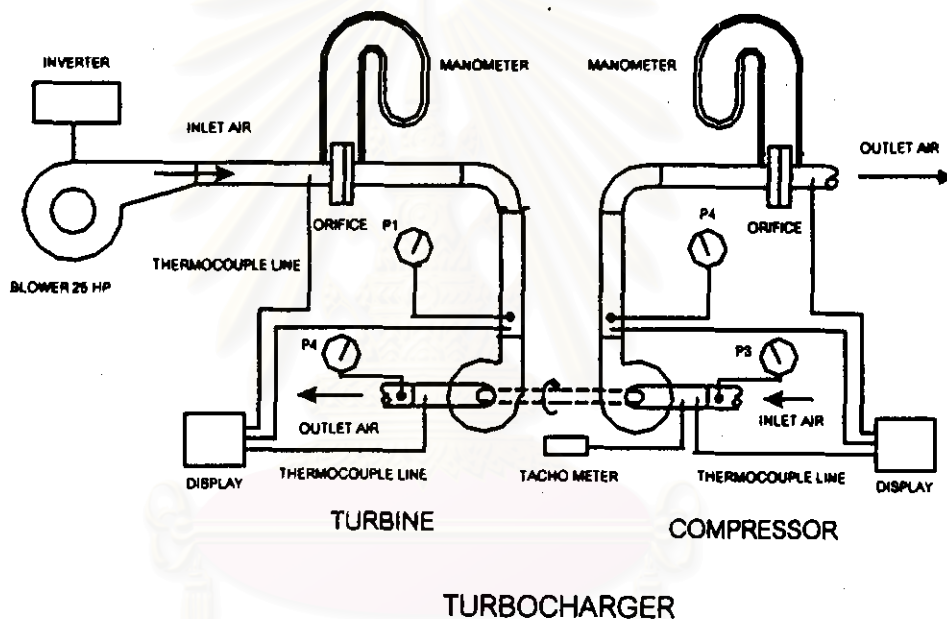 INVERTER
MANOMETER
MANOMETER
INLET AIR
OUTLET AIR
ORIFICE
P1
P4
ORIFICE
THERMOCOUPLE LINE
BLOWER 25 HP
P4
P3
OUTLET AIR
INLET AIR
DISPLAY
THERMOCOUPLE LINE
TACHO METER
THERMOCOUPLE LINE
DISPLAY
TURBINE
COMPRESSOR
TURBOCHARGER